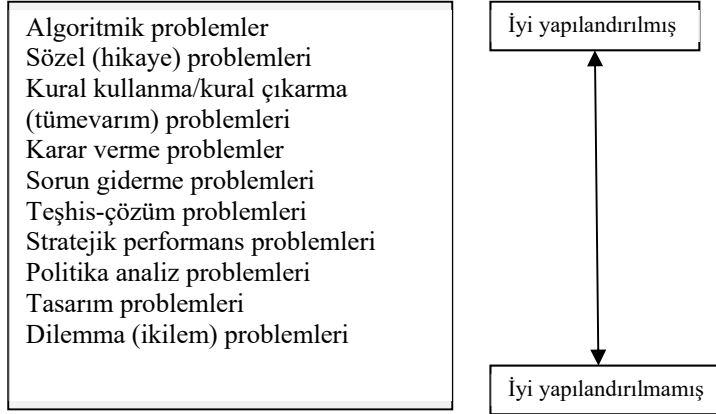 Algoritmik problemler
Sözel (hikaye) problemleri
Kural kullanma/kural çıkarma
(tümevarım) problemleri
Karar verme problemler
Sorun giderme problemleri
Teşhis-çözüm problemleri
Stratejik performans problemleri
Politika analiz problemleri
Tasarım problemleri
Dilemma (ikilem) problemleri
İyi yapılandırılmış
İyi yapılandırılmamış